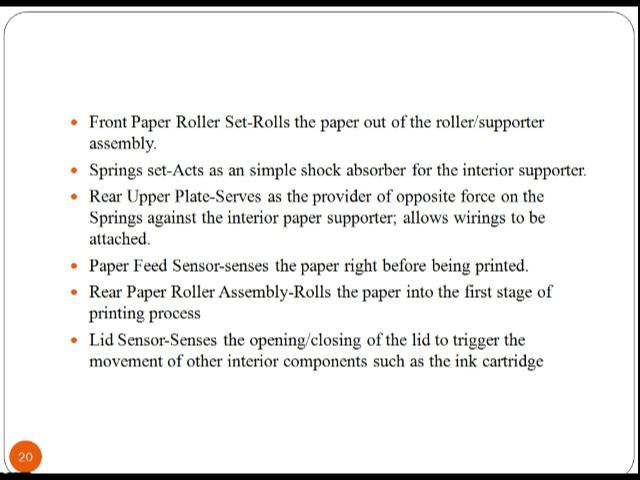 • Front Paper Roller Set-Rolls the paper out of the roller/supporter
assembly.
• Springs set-Acts as an simple shock absorber for the interior supporter.
• Rear Upper Plate-Serves as the provider of opposite force on the
Springs against the interior paper supporter; allows wirings to be
attached.
• Paper Feed Sensor-senses the paper right before being printed.
• Rear Paper Roller Assembly-Rolls the paper into the first stage of
printing process
• Lid Sensor-Senses the opening/closing of the lid to trigger the
movement of other interior components such as the ink cartridge
20